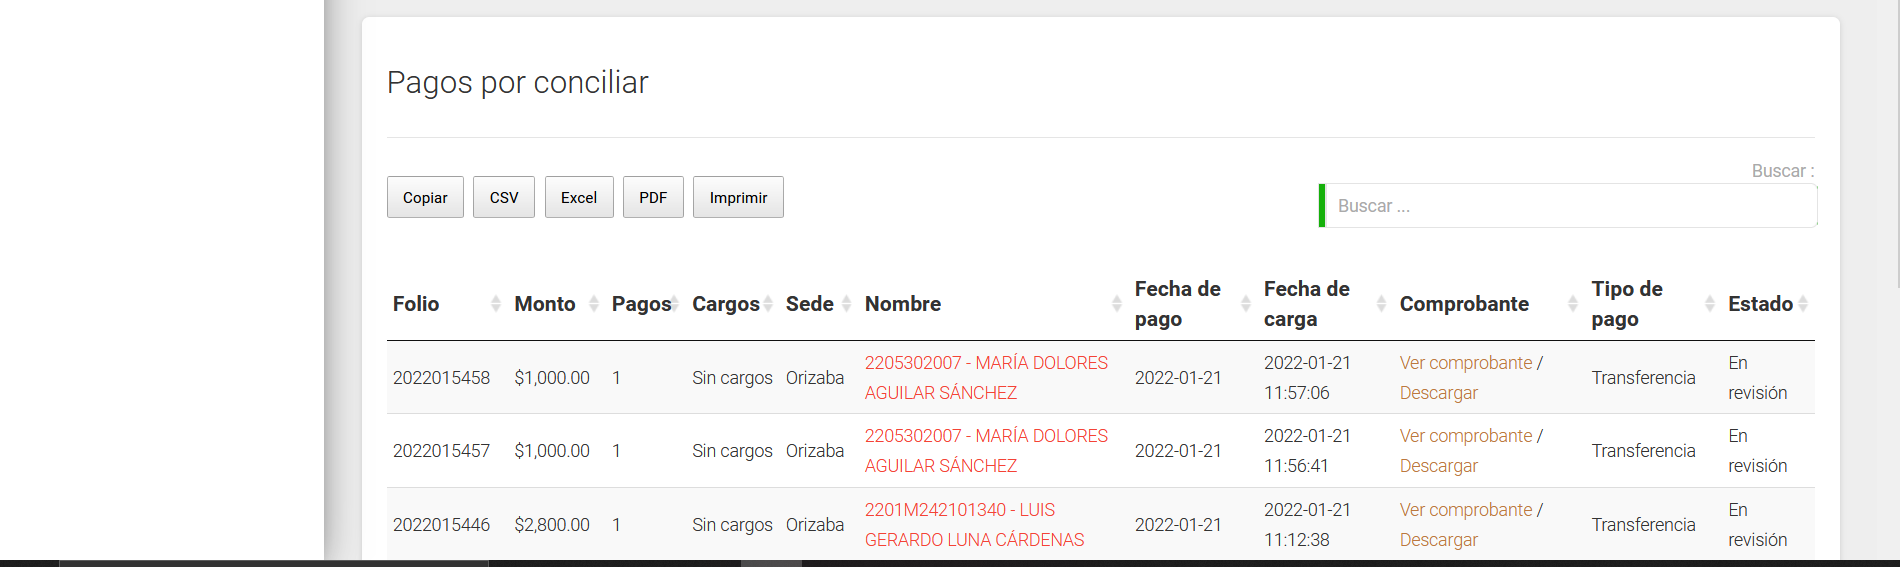 Pagos por conciliar
Buscar :
Copiar CSV Excel PDF Imprimir
Buscar ...
Folio Monto Pagos Cargos Sede Nombre Fecha de pago Fecha de carga Comprobante Tipo de pago Estado
2022015458 $1,000.00 1 Sin cargos Orizaba 2205302007 - MARÍA DOLORES AGUILAR SÁNCHEZ 2022-01-21 2022-01-21 11:57:06 Ver comprobante / Descargar Transferencia En revisión
2022015457 $1,000.00 1 Sin cargos Orizaba 2205302007 - MARÍA DOLORES AGUILAR SÁNCHEZ 2022-01-21 2022-01-21 11:56:41 Ver comprobante / Descargar Transferencia En revisión
2022015446 $2,800.00 1 Sin cargos Orizaba 2201M242101340 - LUIS GERARDO LUNA CÁRDENAS 2022-01-21 2022-01-21 11:12:38 Ver comprobante / Descargar Transferencia En revisión